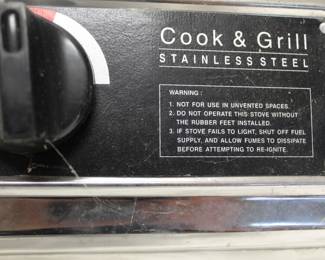 Cook & Grill
STAINLESS STEEL
WARNING :
1. NOT FOR USE IN UNVENTED SPACES.
2. DO NOT OPERATE THIS STOVE WITHOUT
THE RUBBER FEET INSTALLED.
3. IF STOVE FAILS TO LIGHT, SHUT OFF FUEL
SUPPLY, AND ALLOW FUMES TO DISSIPATE
BEFORE ATTEMPTING TO RE-IGNITE.